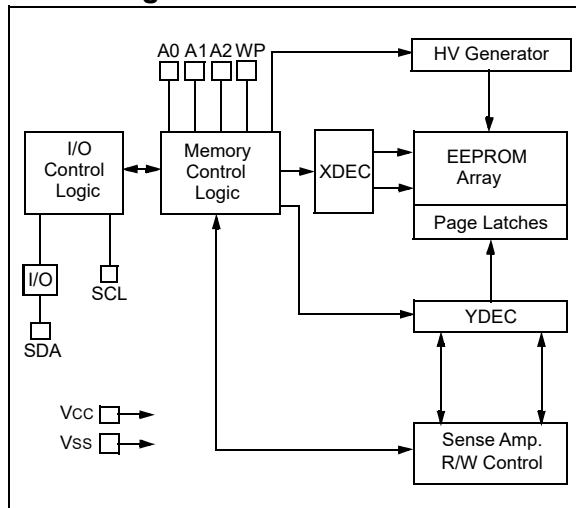 A0 A1 A2 WP
HV Generator
I/O
Control
Logic
Memory
Control
Logic
XDEC
EEPROM
Array
Page Latches
I/O
SCL
SDA
YDEC
VCC
VSS
Sense Amp.
R/W Control